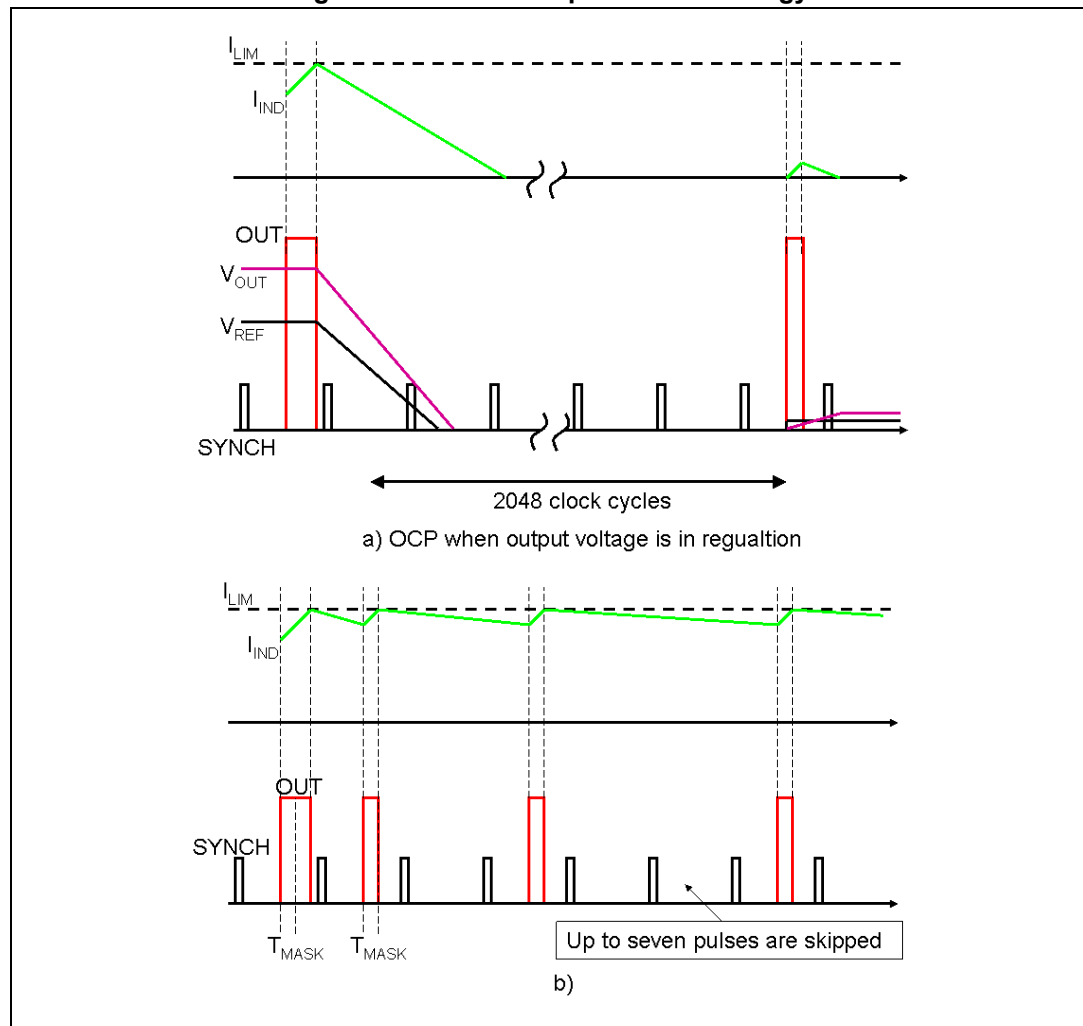 I_LIM
I_IND
OUT
V_OUT
V_REF
SYNCH
2048 clock cycles
a) OCP when output voltage is in regualtion
I_LIM
I_IND
OUT
SYNCH
T_MASK T_MASK
Up to seven pulses are skipped
b)